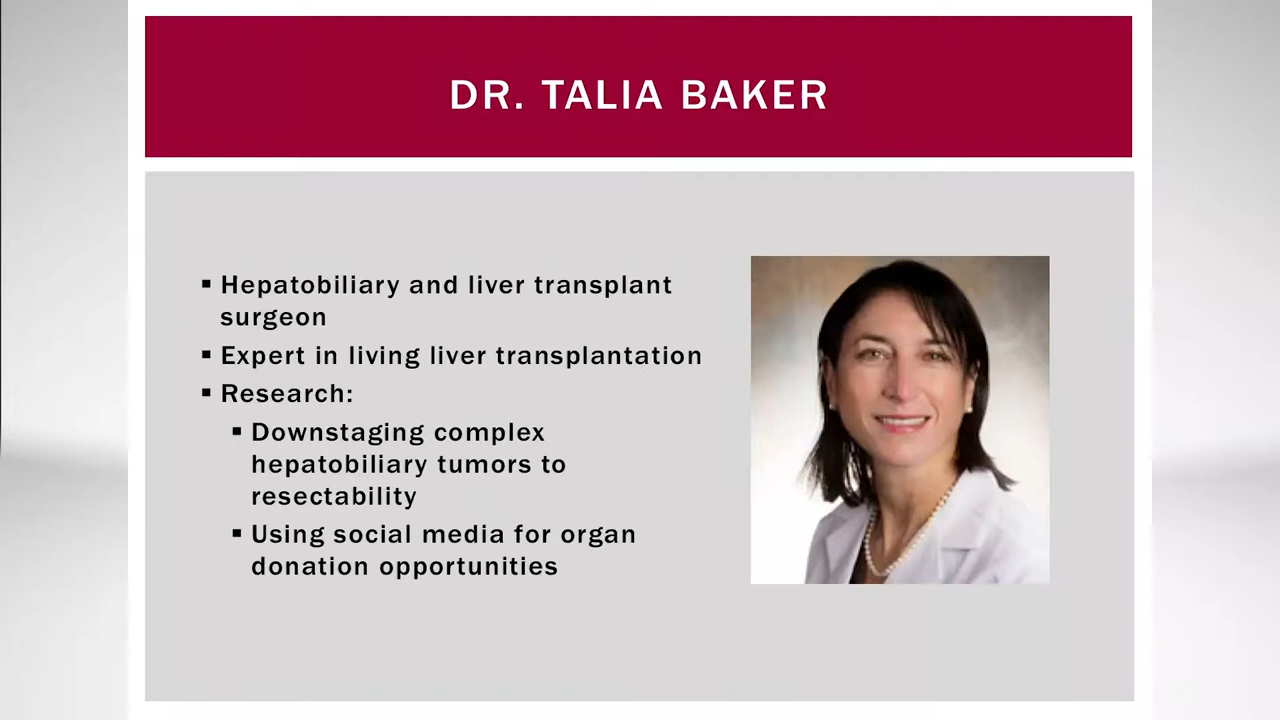 DR. TALIA BAKER
▪ Hepatobiliary and liver transplant
surgeon
▪ Expert in living liver transplantation
▪ Research:
▪ Downstaging complex
hepatobiliary tumors to
resectability
▪ Using social media for organ
donation opportunities